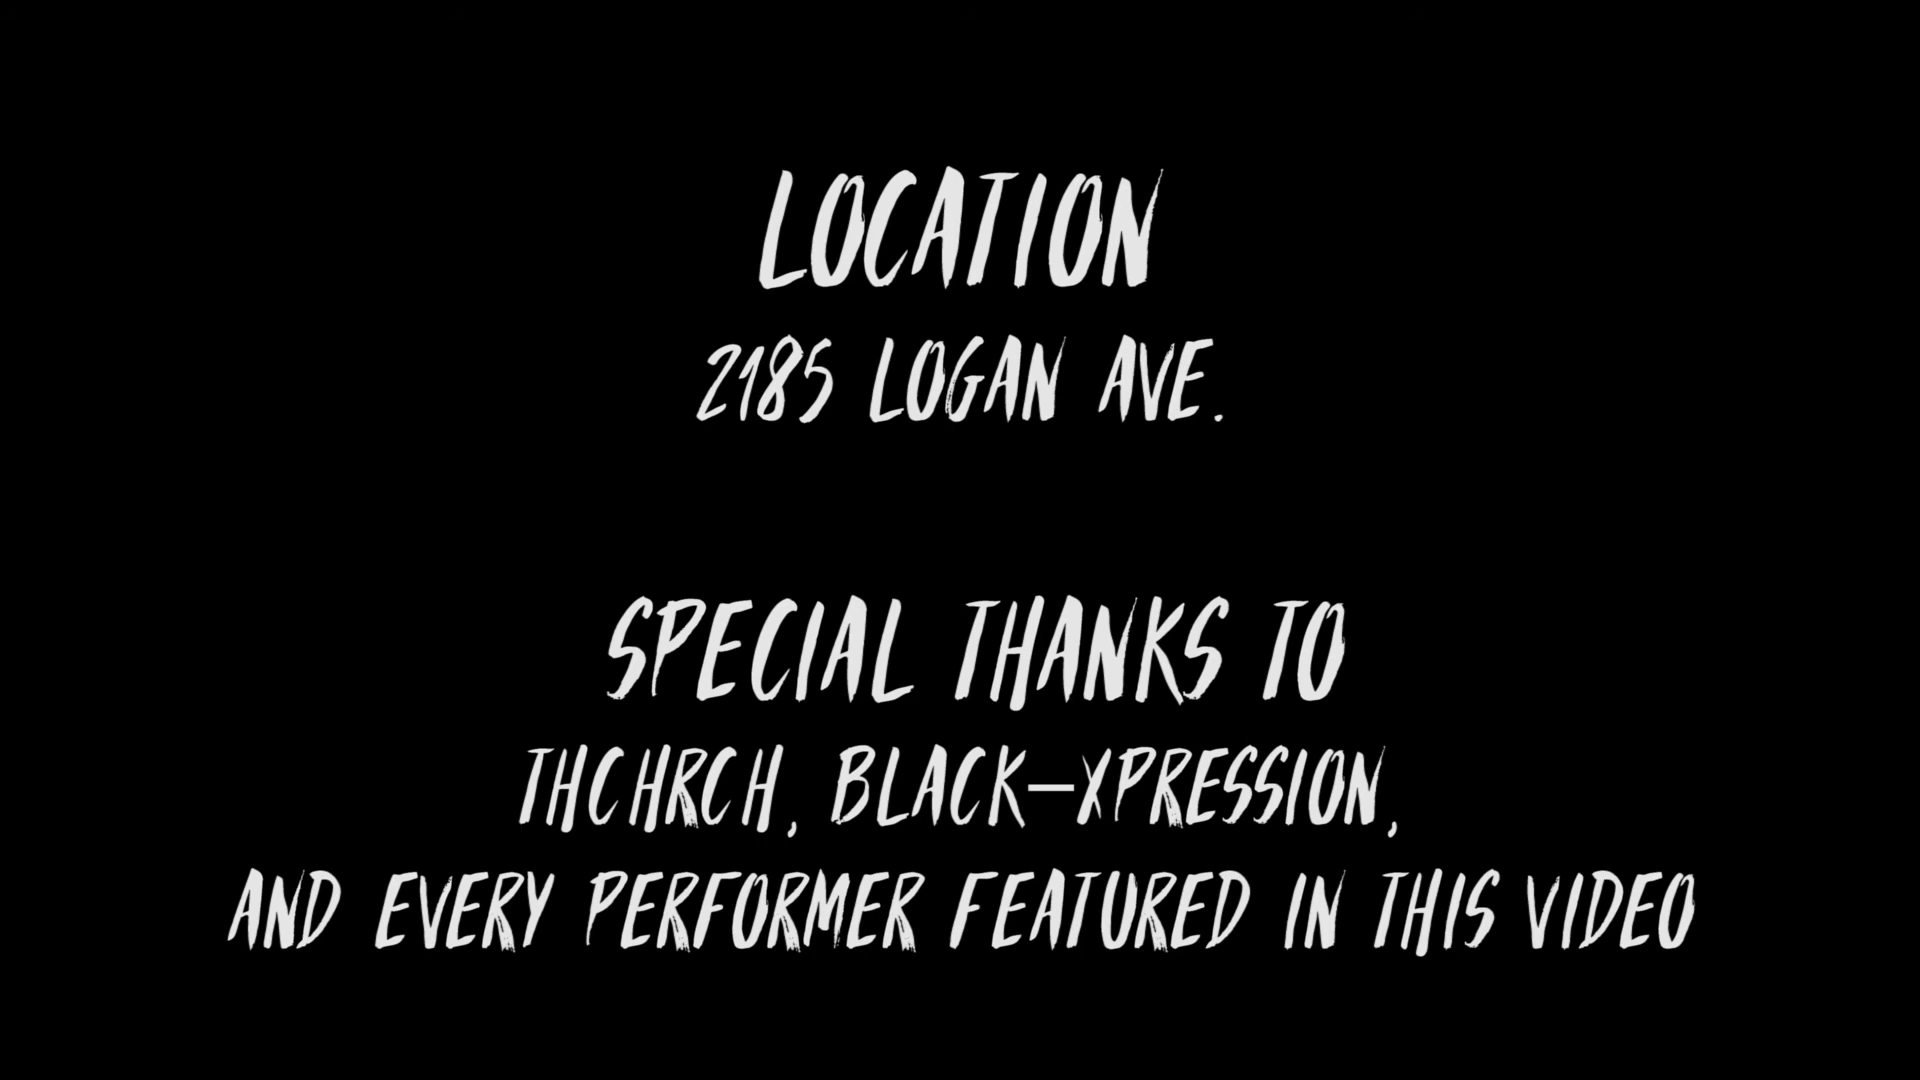 LOCATION
2185 LOGAN AVE.
SPECIAL THANKS TO
THCHRCH, BLACK-XPRESSION,
AND EVERY PERFORMER FEATURED IN THIS VIDEO